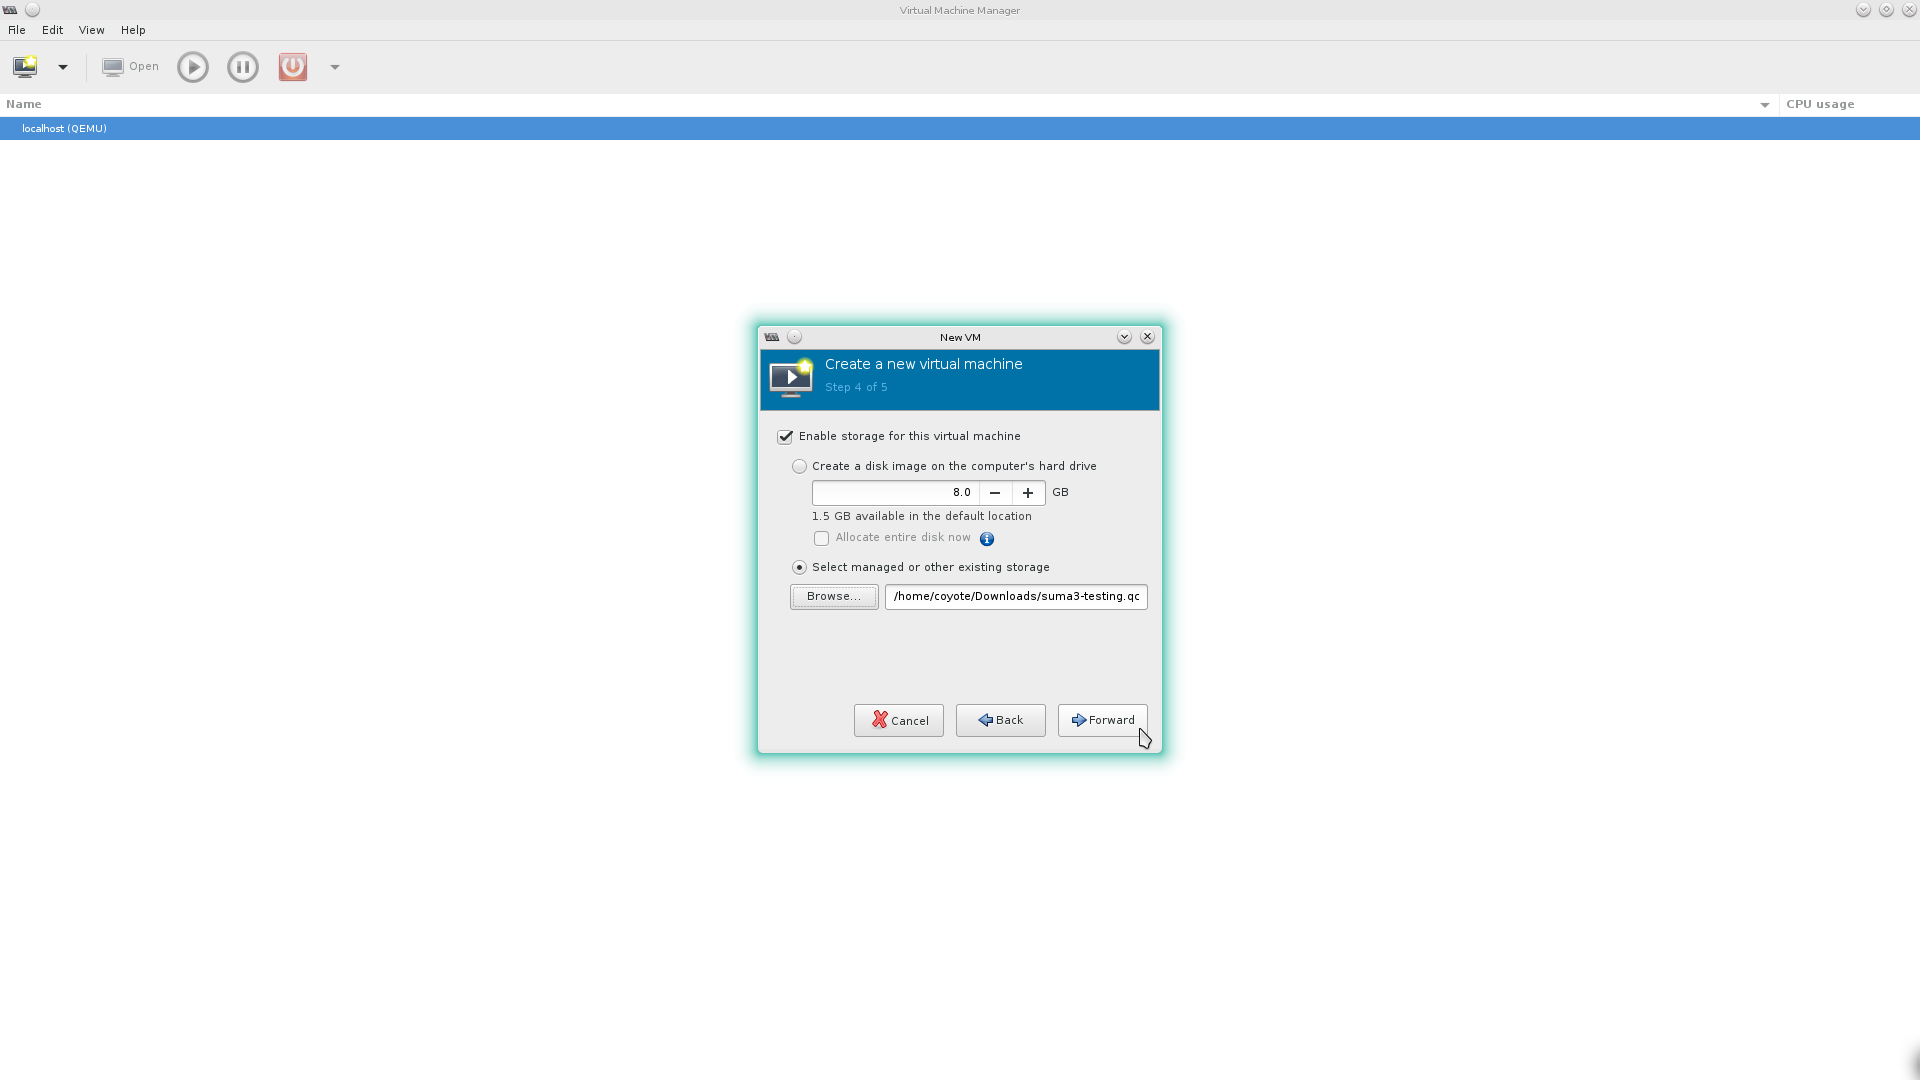 Virtual Machine Manager
File Edit View Help
Open
Name CPU usage
localhost (QEMU)
New VM
Create a new virtual machine
Step 4 of 5
Enable storage for this virtual machine
Create a disk image on the computer's hard drive
8.0 GB
1.5 GB available in the default location
Allocate entire disk now
Select managed or other existing storage
Browse... /home/coyote/Downloads/suma3-testing.qc
Cancel Back Forward